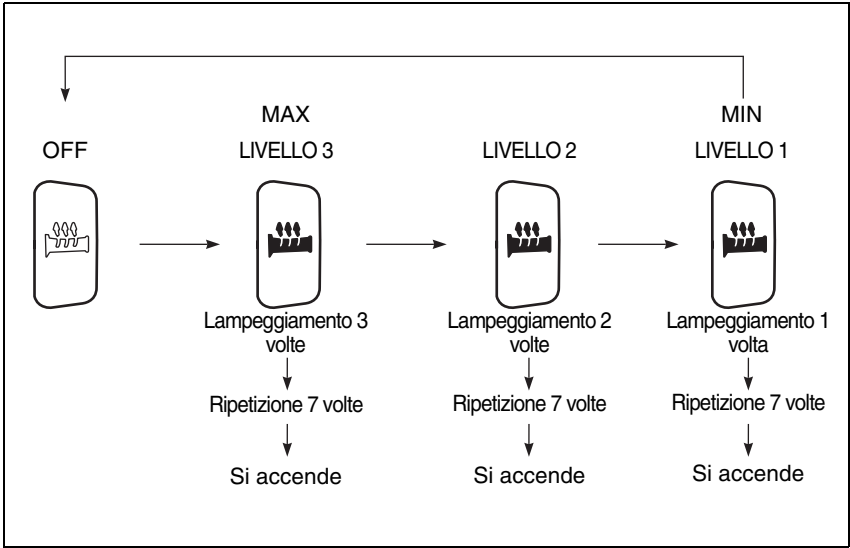 MAX
MIN
OFF
LIVELLO 3
LIVELLO 2
LIVELLO 1
Lampeggiamento 3
volte
Lampeggiamento 2
volte
Lampeggiamento 1
volta
Ripetizione 7 volte
Ripetizione 7 volte
Ripetizione 7 volte
Si accende
Si accende
Si accende